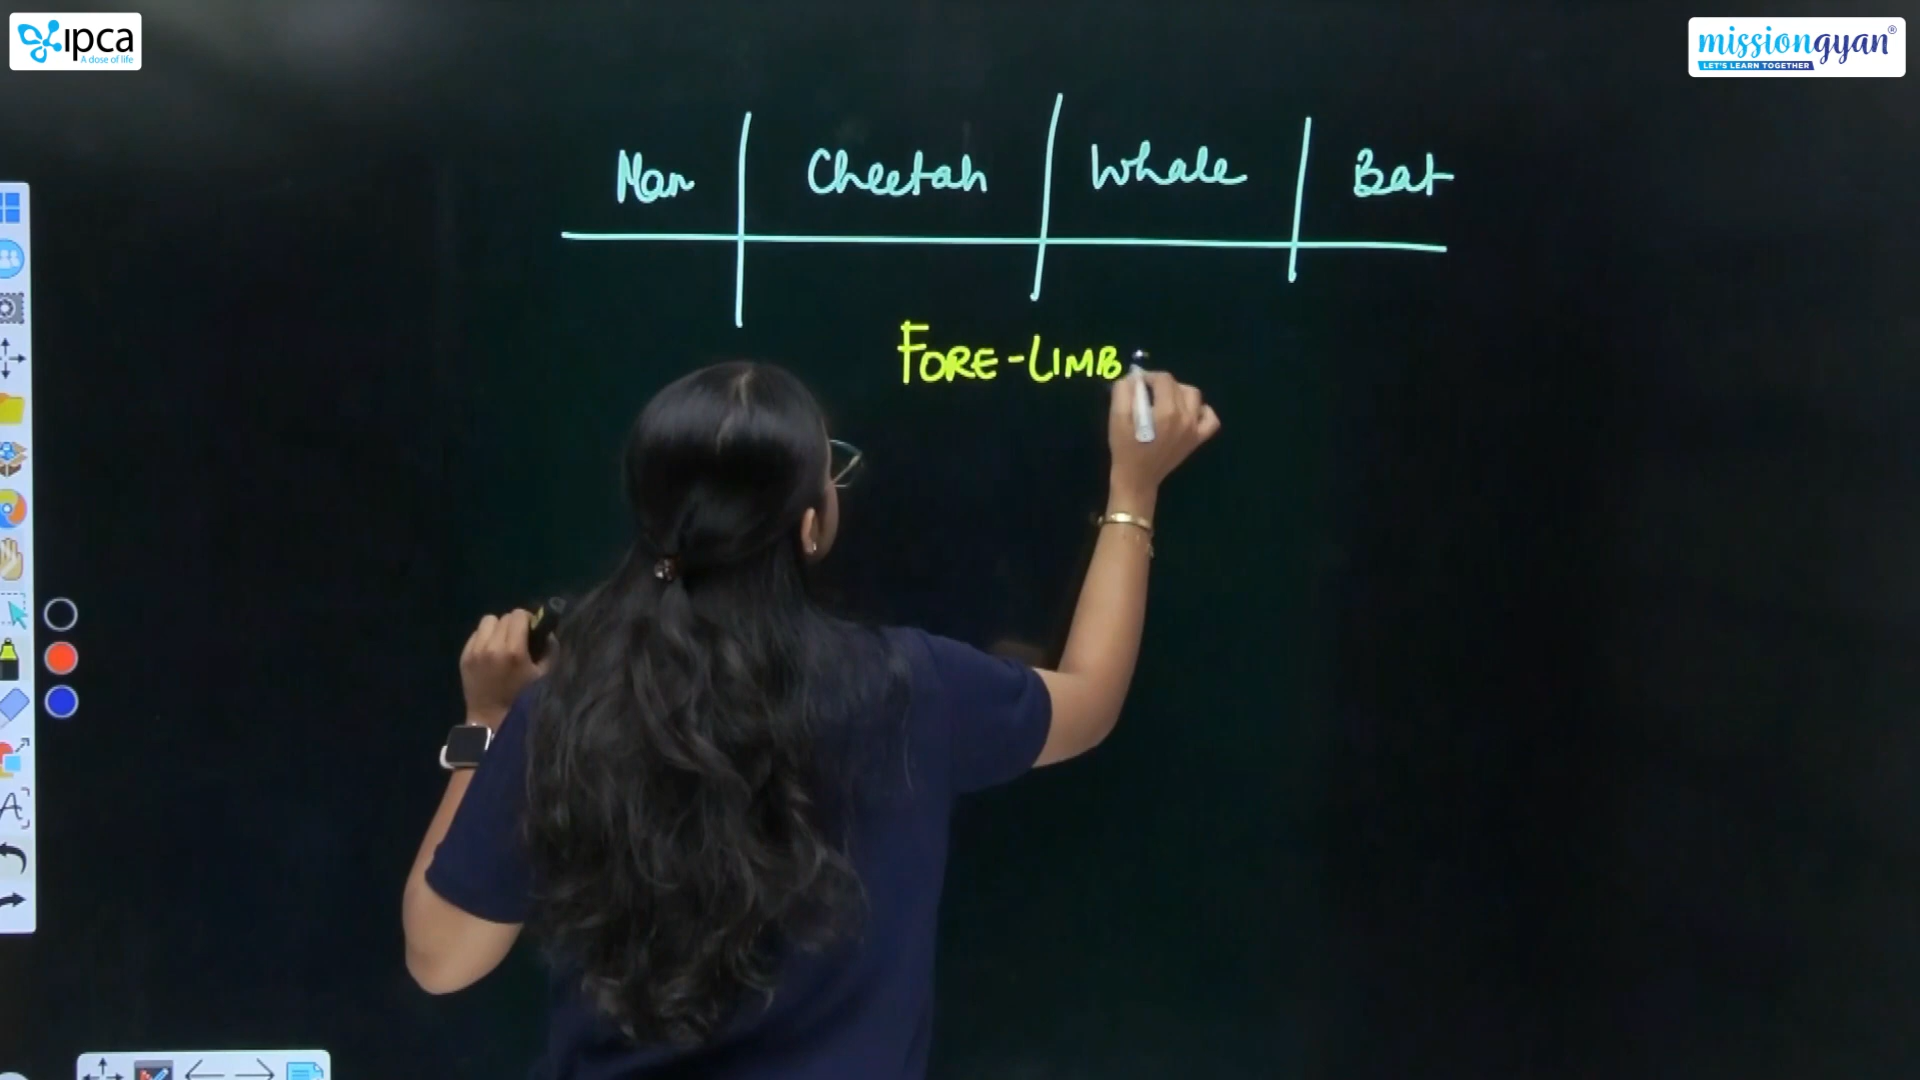 ipca
A dose of life
missiongyan®
LET'S LEARN TOGETHER
Man Cheetah Whale Bat
FORE-LIMB